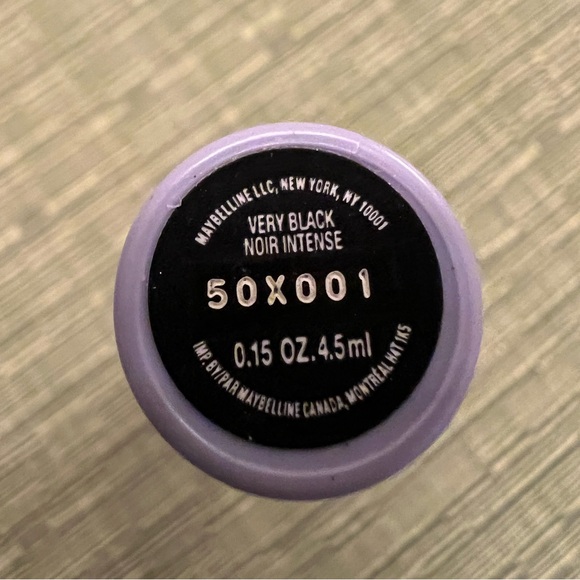 MAYBELLINE LLC, NEW YORK, NY 10001
VERY BLACK
NOIR INTENSE
50X001
0.15 OZ.4.5ml
IMP. BY/PAR MAYBELLINE CANADA, MONTRÉAL H4T 1K5